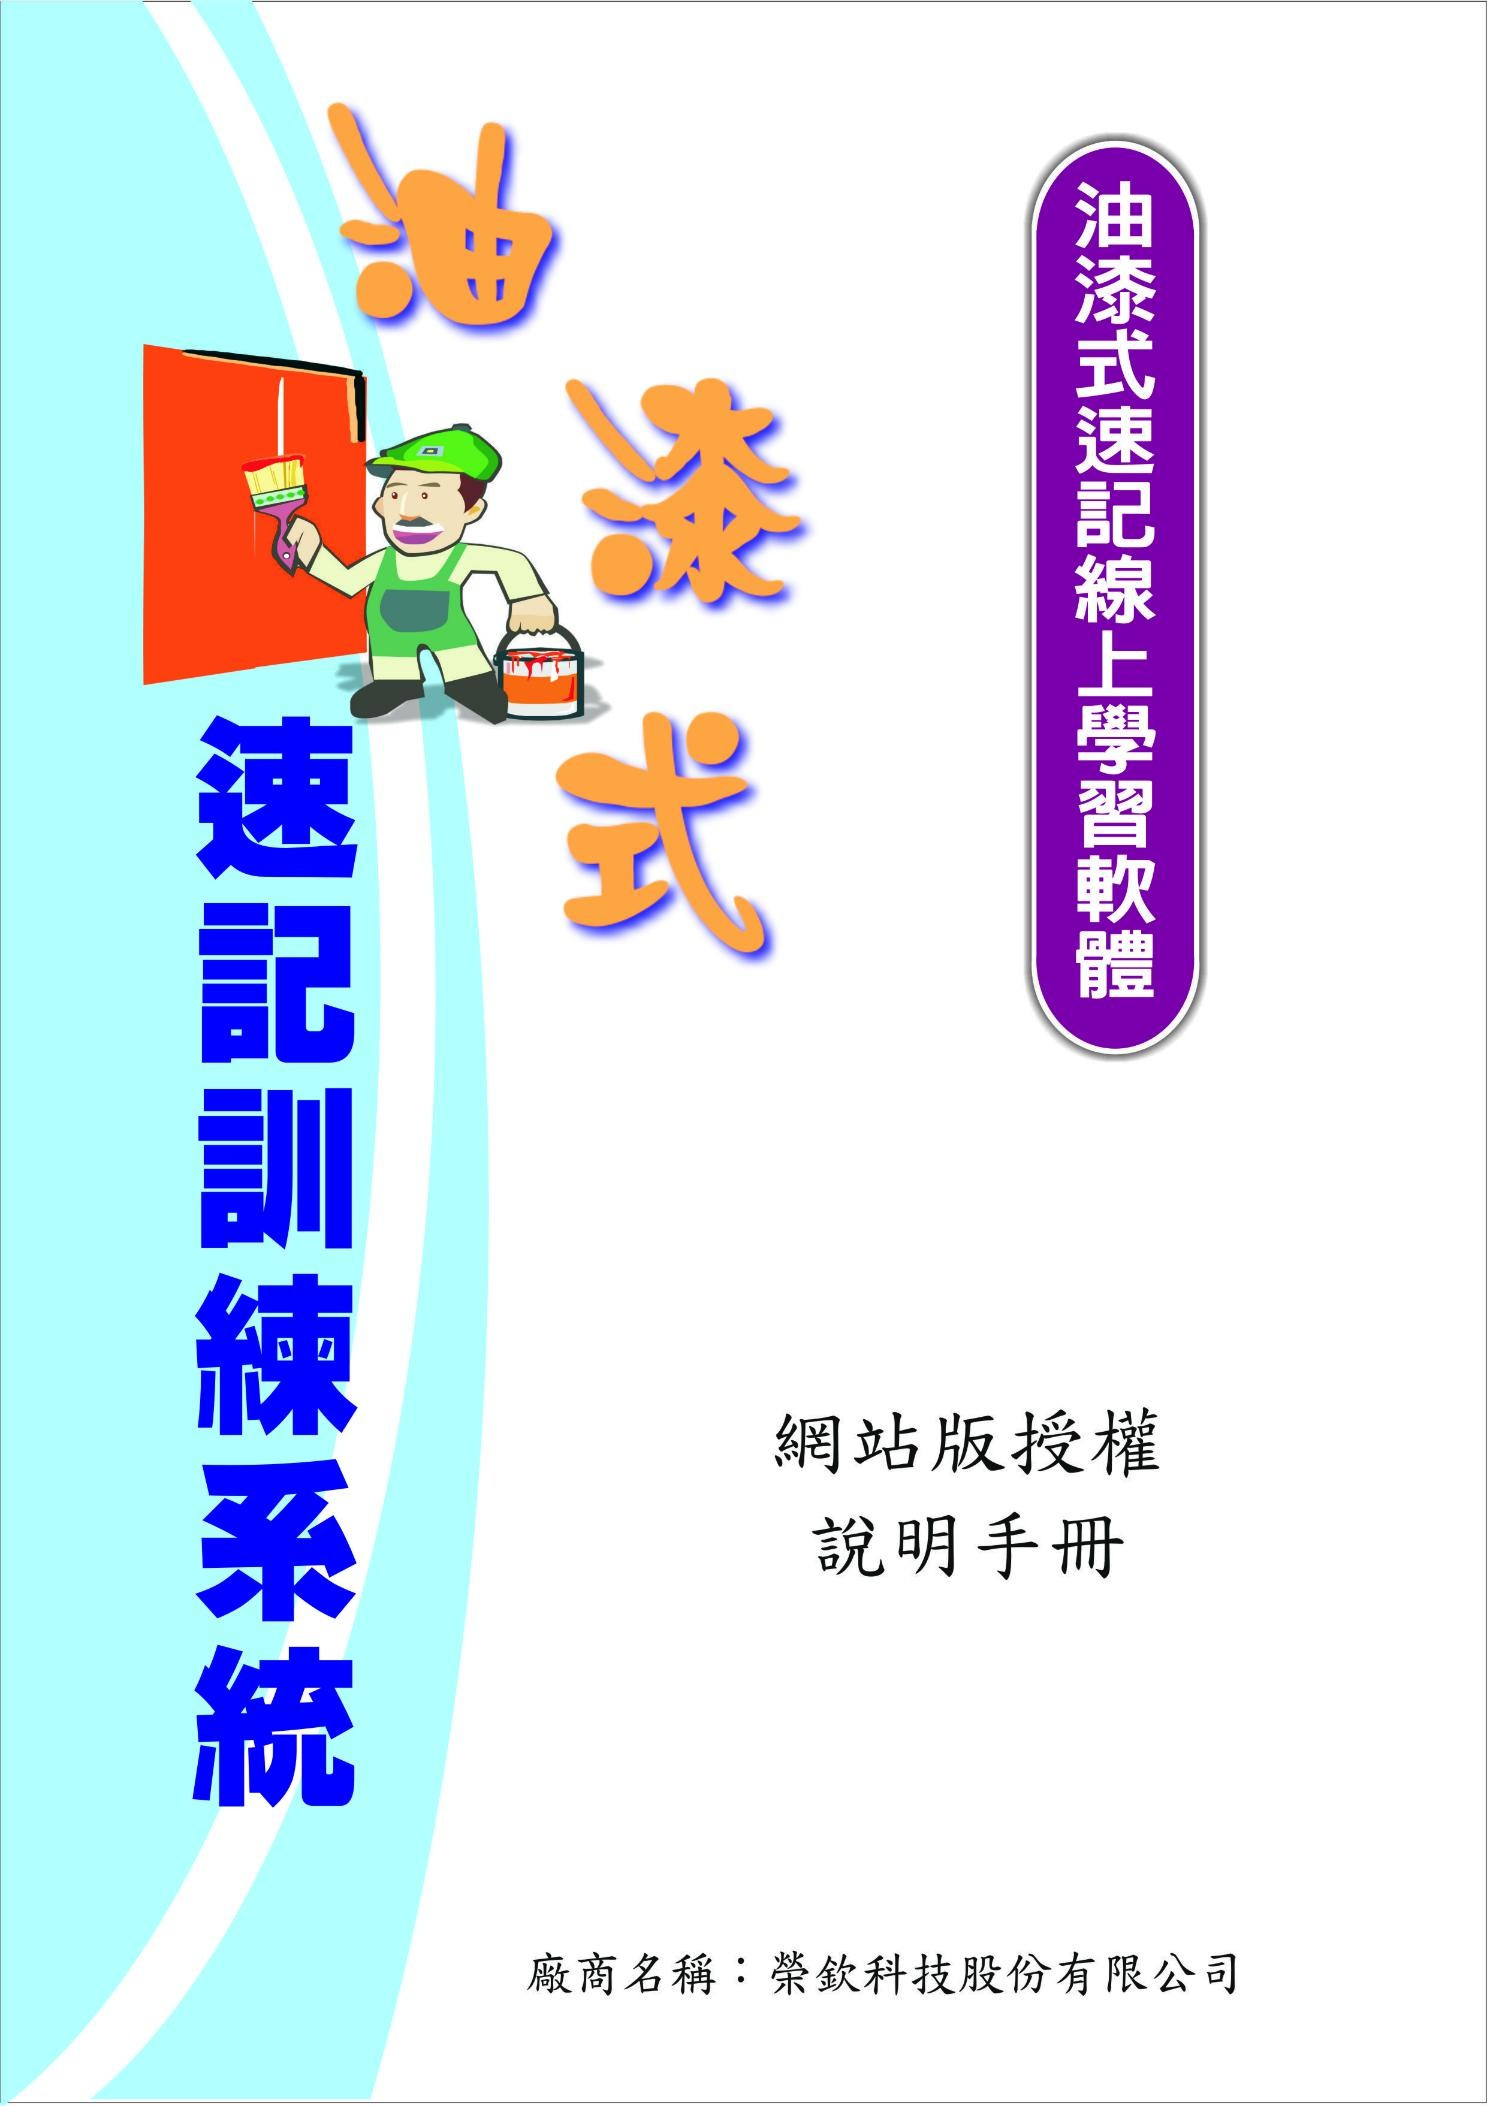 油漆式
速記訓練系統
油漆式速記線上學習軟體
網站版授權
說明手冊
廠商名稱：榮欽科技股份有限公司